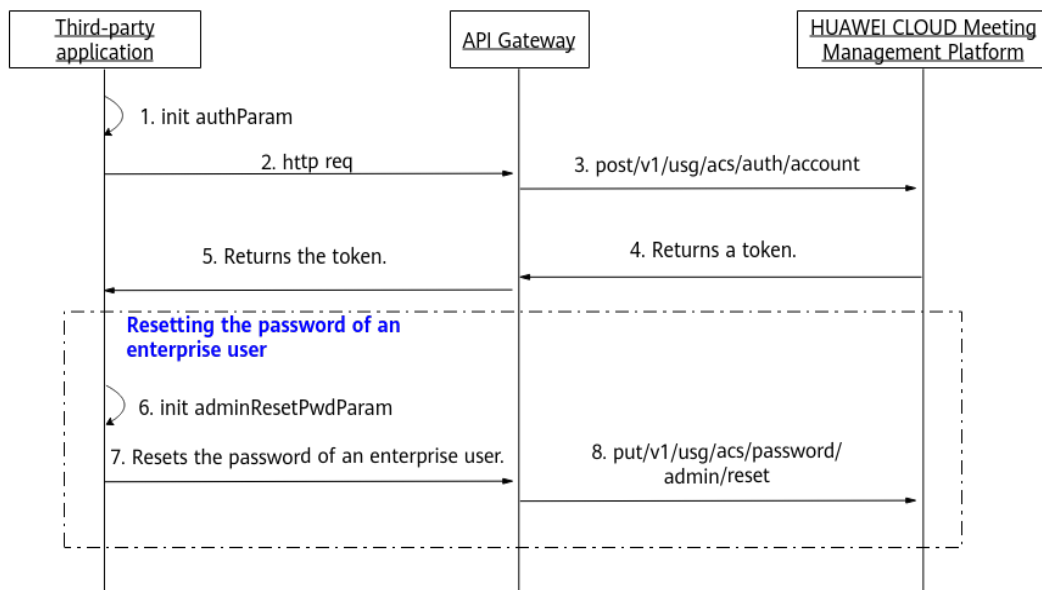 Third-party
application
API Gateway
HUAWEI CLOUD Meeting
Management Platform
1. init authParam
2. http req
3. post/v1/usg/acs/auth/account
4. Returns a token.
5. Returns the token.
Resetting the password of an
enterprise user
6. init adminResetPwdParam
7. Resets the password of an enterprise user.
8. put/v1/usg/acs/password/
admin/reset